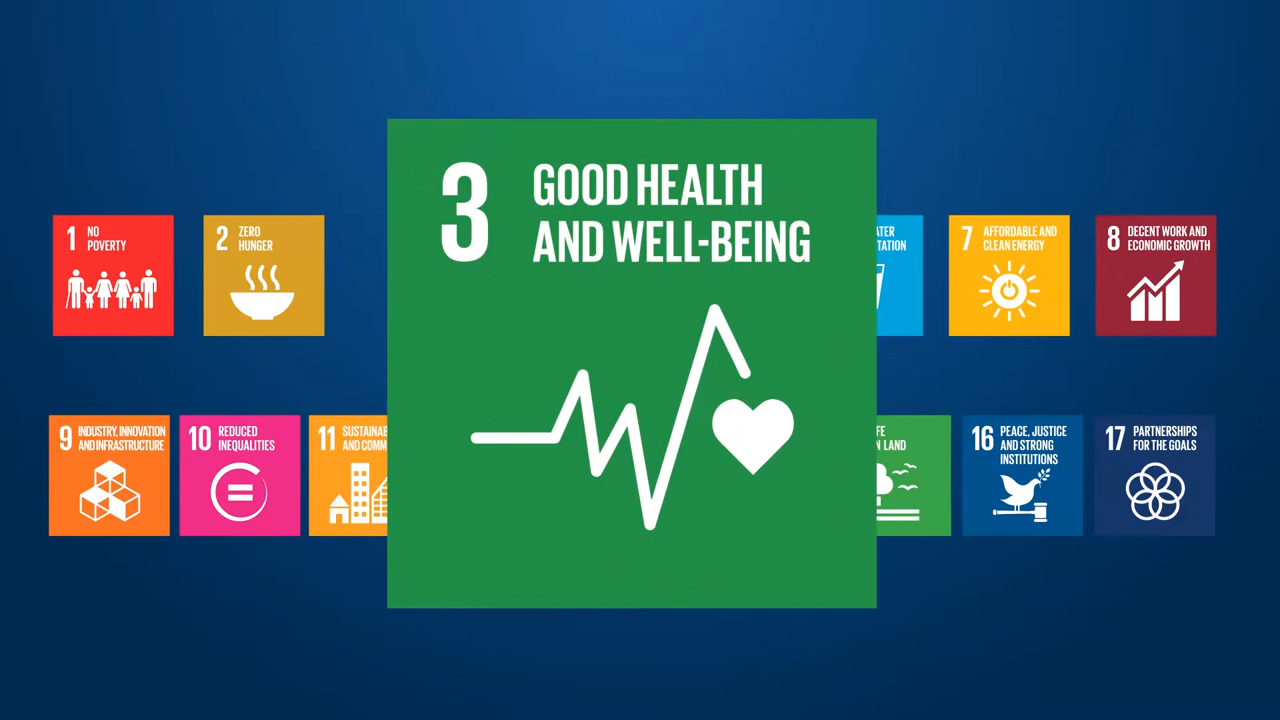 1 NO
POVERTY
2 ZERO
HUNGER
3 GOOD HEALTH
AND WELL-BEING
7 AFFORDABLE AND
CLEAN ENERGY
8 DECENT WORK AND
ECONOMIC GROWTH
9 INDUSTRY, INNOVATION
AND INFRASTRUCTURE
10 REDUCED
INEQUALITIES
11
AND
LAND
16 PEACE, JUSTICE
AND STRONG
INSTITUTIONS
17 PARTNERSHIPS
FOR THE GOALS